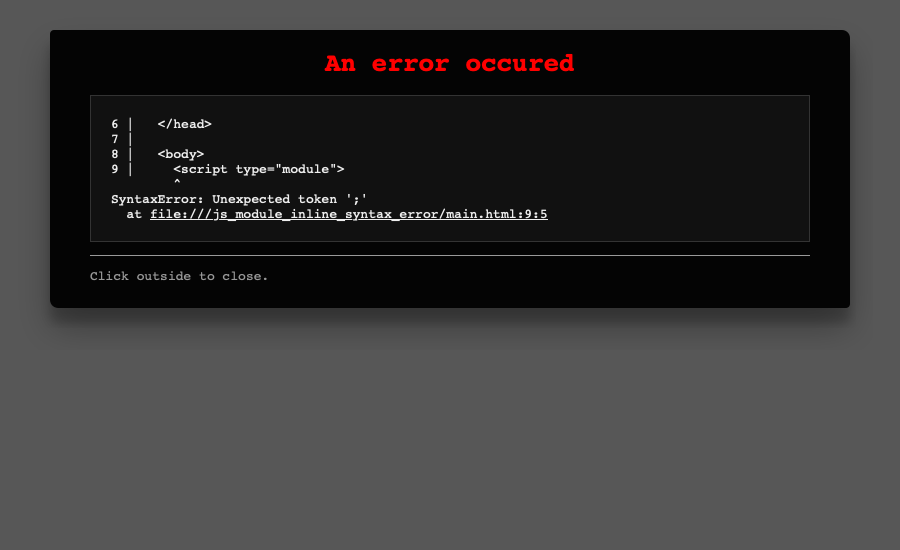 An error occured
6 |   </head>
7 |
8 |   <body>
9 |     <script type="module">
        ^
SyntaxError: Unexpected token ';'
  at file:///js_module_inline_syntax_error/main.html:9:5
Click outside to close.